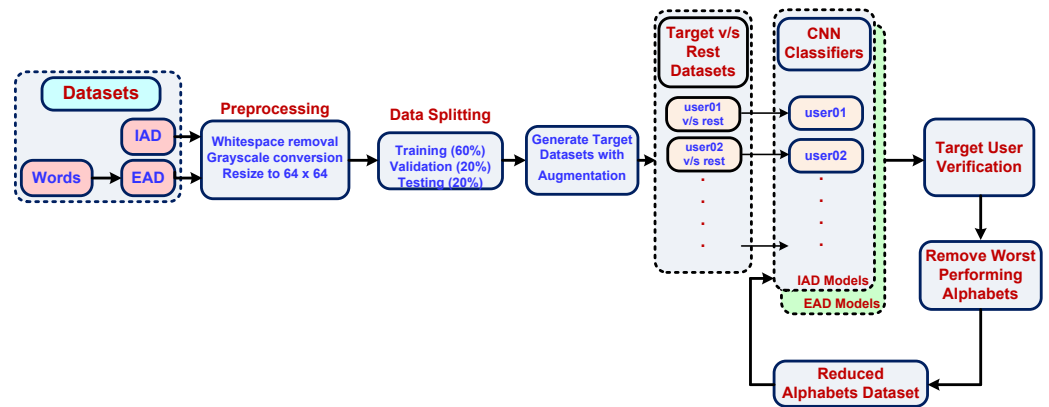 Datasets
IAD
Words
EAD
Preprocessing
Whitespace removal
Grayscale conversion
Resize to 64 x 64
Data Splitting
Training (60%)
Validation (20%)
Testing (20%)
Generate Target
Datasets with
Augmentation
Target v/s
Rest
Datasets
user01
v/s rest
user02
v/s rest
CNN
Classifiers
user01
user02
IAD Models
EAD Models
Target User
Verification
Remove Worst
Performing
Alphabets
Reduced
Alphabets Dataset